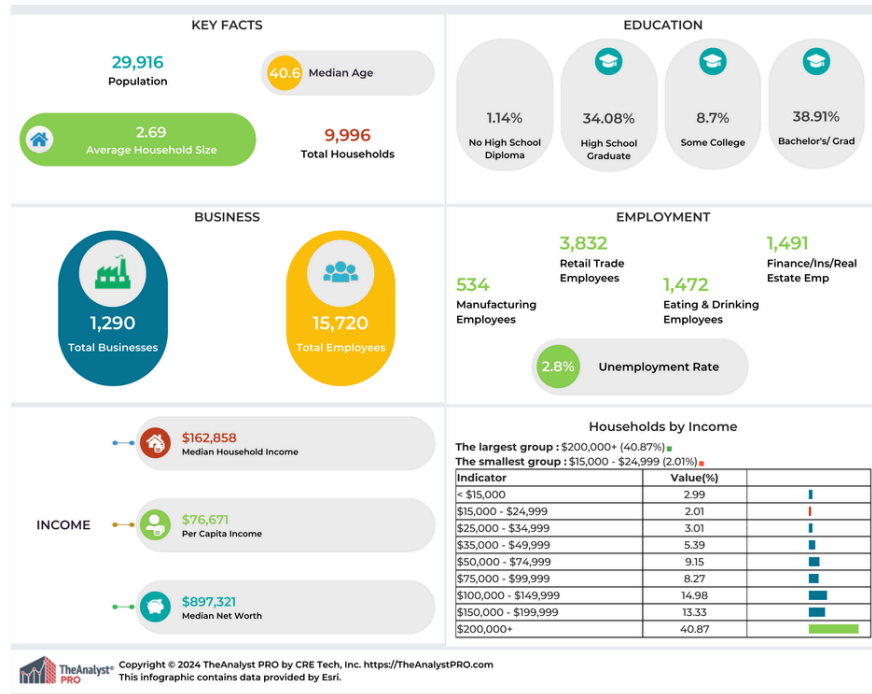 KEY FACTS
29,916
Population
40.6 Median Age
2.69
Average Household Size
9,996
Total Households
EDUCATION
1.14%
No High School
Diploma
34.08%
High School
Graduate
8.7%
Some College
38.91%
Bachelor's/ Grad
BUSINESS
1,290
Total Businesses
15,720
Total Employees
EMPLOYMENT
534
Manufacturing
Employees
3,832
Retail Trade
Employees
1,472
Eating & Drinking
Employees
1,491
Finance/Ins/Real
Estate Emp
2.8% Unemployment Rate
INCOME
$162,858
Median Household Income
$76,671
Per Capita Income
$897,321
Median Net Worth
Households by Income
The largest group : $200,000+ (40.87%)
The smallest group : $15,000 - $24,999 (2.01%)
Indicator Value(%)
< $15,000 2.99
$15,000 - $24,999 2.01
$25,000 - $34,999 3.01
$35,000 - $49,999 5.39
$50,000 - $74,999 9.15
$75,000 - $99,999 8.27
$100,000 - $149,999 14.98
$150,000 - $199,999 13.33
$200,000+ 40.87
TheAnalyst®
PRO
Copyright © 2024 TheAnalyst PRO by CRE Tech, Inc. https://TheAnalystPRO.com
This infographic contains data provided by Esri.